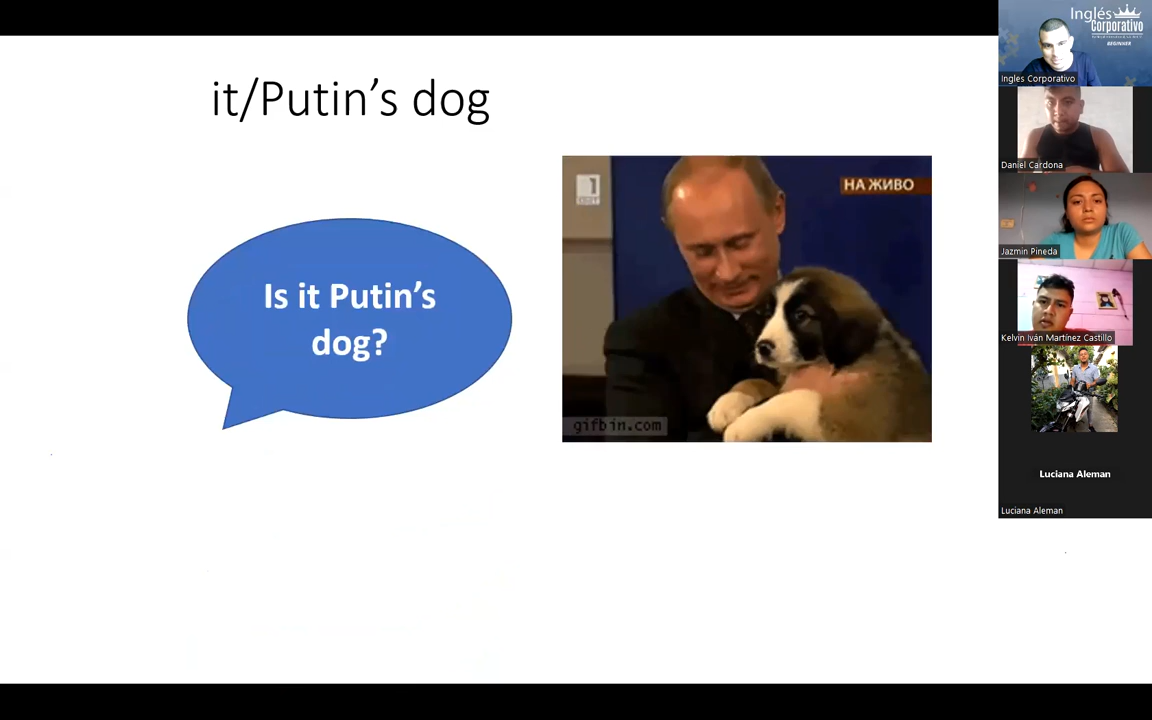 it/Putin's dog
Is it Putin's
dog?
НА ЖИВО
gifbin.com
Inglés
Corporativo
BEGINNER
Ingles Corporativo
Daniel Cardona
Jazmin Pineda
Kelvin Iván Martínez Castillo
Luciana Aleman
Luciana Aleman